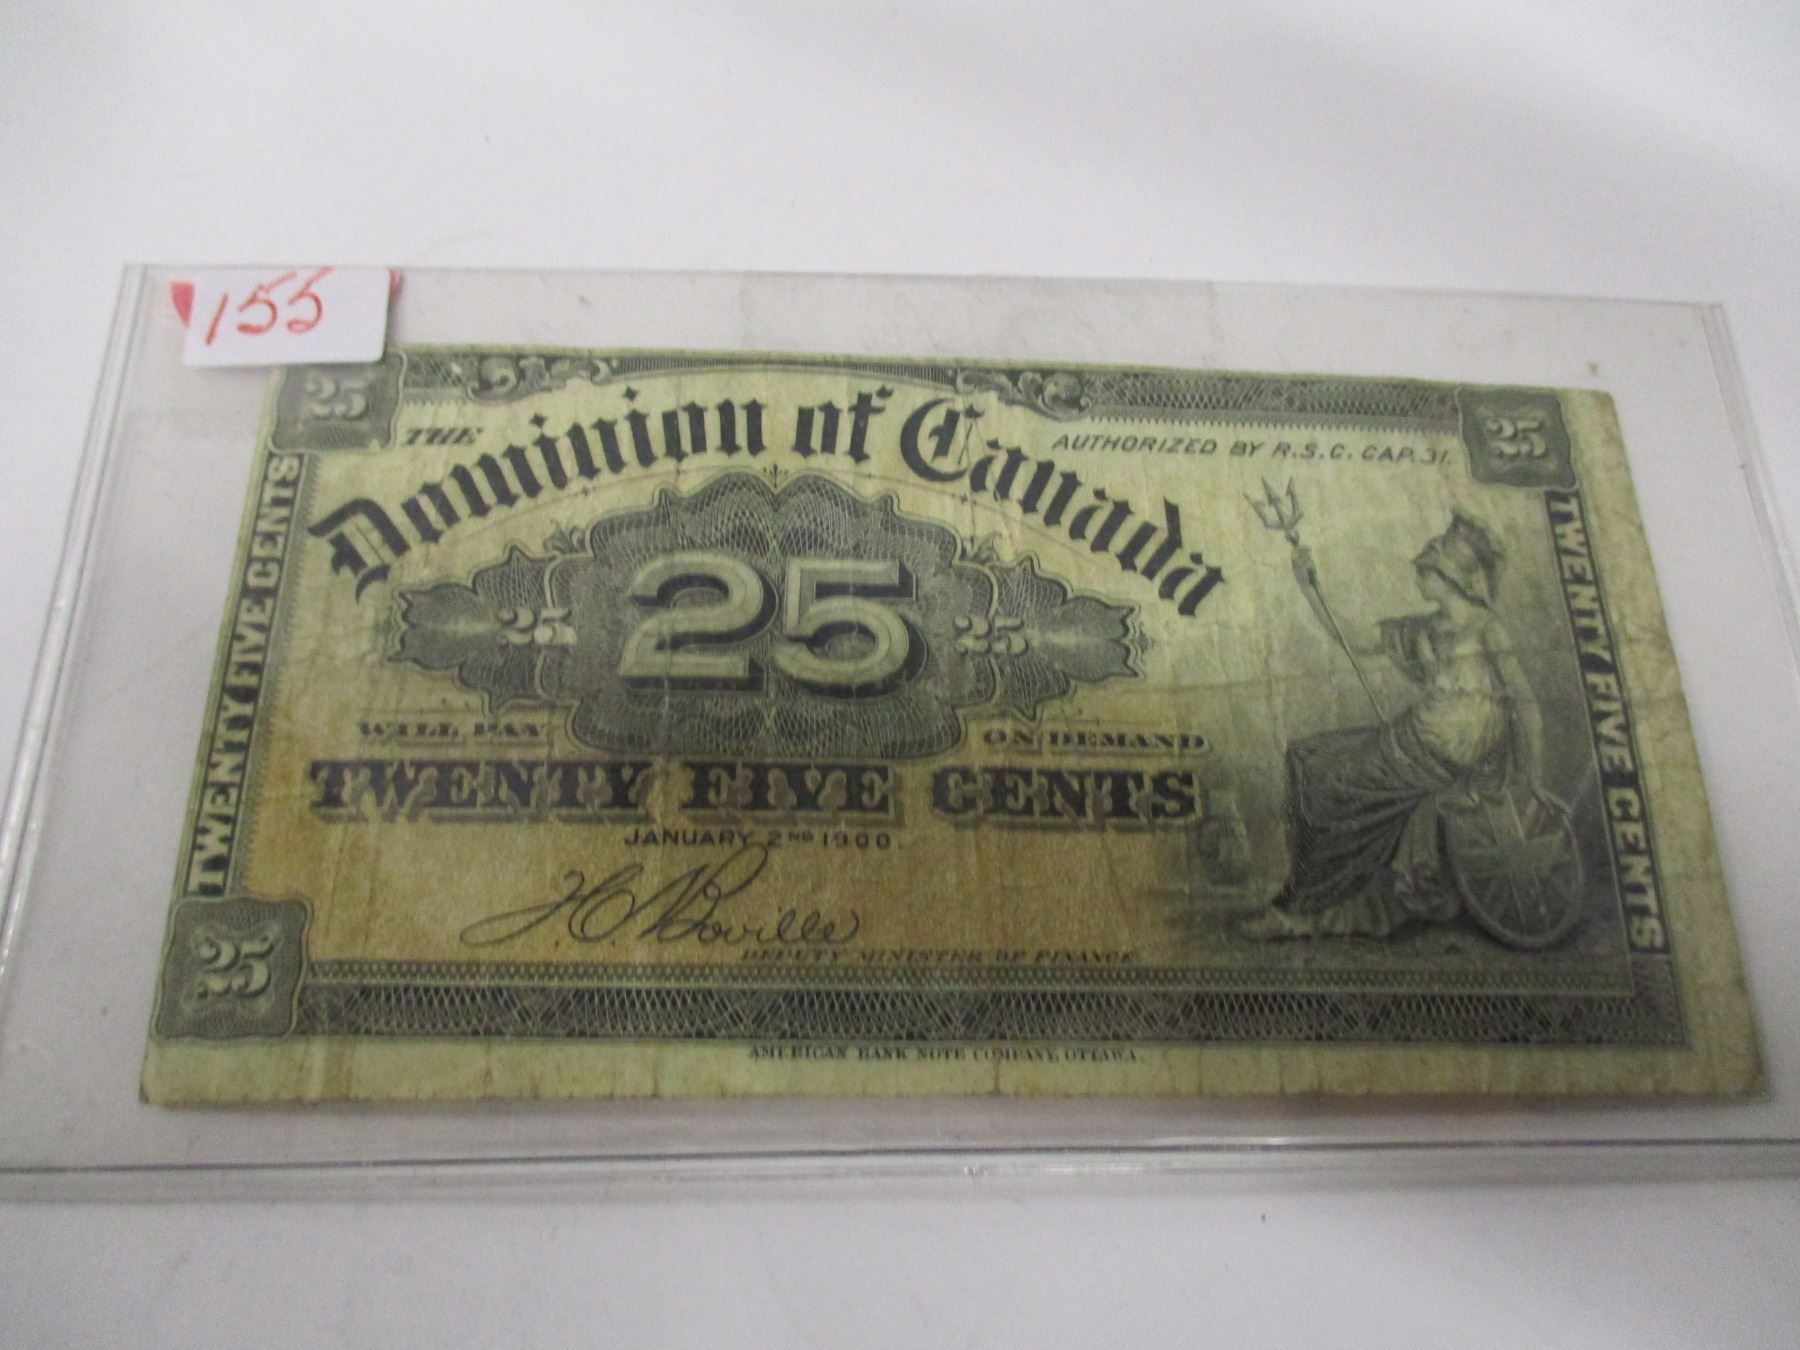 155
25
25
THE
Dominion of Canada
AUTHORIZED BY R.S.C. CAP. 31.
TWENTY FIVE CENTS
TWENTY FIVE CENTS
25
25
25
WILL PAY
ON DEMAND
TWENTY FIVE CENTS
JANUARY 2ND 1900.
J.C. Boville
DEPUTY MINISTER OF FINANCE
25
AMERICAN BANK NOTE COMPANY, OTTAWA.